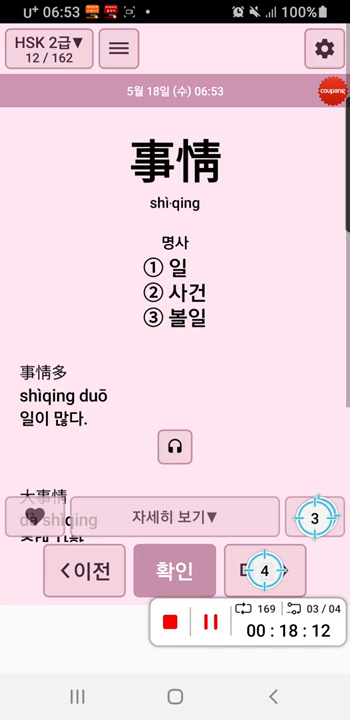 U⁺ 06:53 100%
HSK 2급▼
12 / 162
5월 18일 (수) 06:53
coupang
事情
shì·qing
명사
① 일
② 사건
③ 볼일
事情多
shìqing duō
일이 많다.
大事情
dà shìqing
자세히 보기▼
3
<이전
확인
4
169 03 / 04
00 : 18 : 12